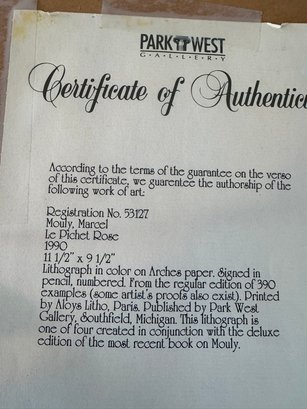 PARK WEST
GALLERY
Certificate of Authentic
According to the terms of the guarantee on the verso
of this certificate, we guarentee the authorship of the
following work of art:
Registration No. 53127
Mouly, Marcel
Le Pichet Rose
1990
11 1/2" x 9 1/2"
Lithograph in color on Arches paper. Signed in
pencil, numbered. From the regular edition of 390
examples (some artist's proofs also exist). Printed
by Aloys Litho, Paris. Published by Park West
Gallery, Southfield, Michigan. This lithograph is
one of four created in conjunction with the deluxe
edition of the most recent book on Mouly.